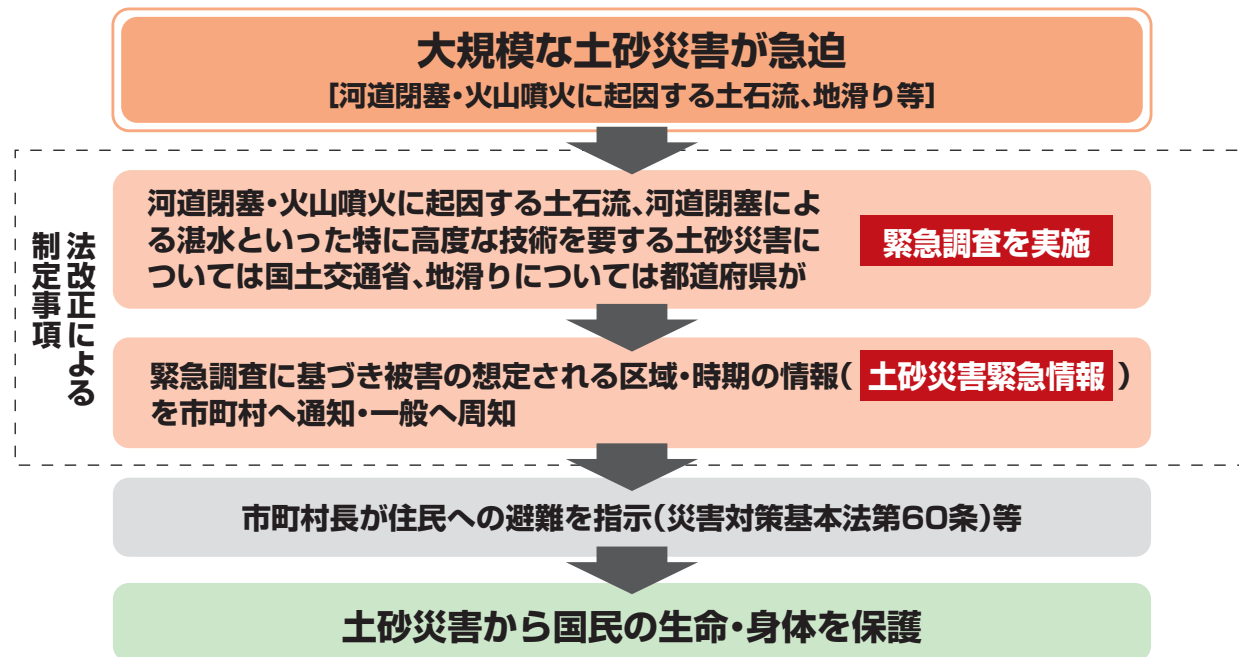 大規模な土砂災害が急迫
［河道閉塞・火山噴火に起因する土石流、地滑り等］
法改正による
制定事項
河道閉塞・火山噴火に起因する土石流、河道閉塞によ
る湛水といった特に高度な技術を要する土砂災害に
ついては国土交通省、地滑りについては都道府県が
緊急調査を実施
緊急調査に基づき被害の想定される区域・時期の情報（土砂災害緊急情報）
を市町村へ通知・一般へ周知
市町村長が住民への避難を指示（災害対策基本法第60条）等
土砂災害から国民の生命・身体を保護